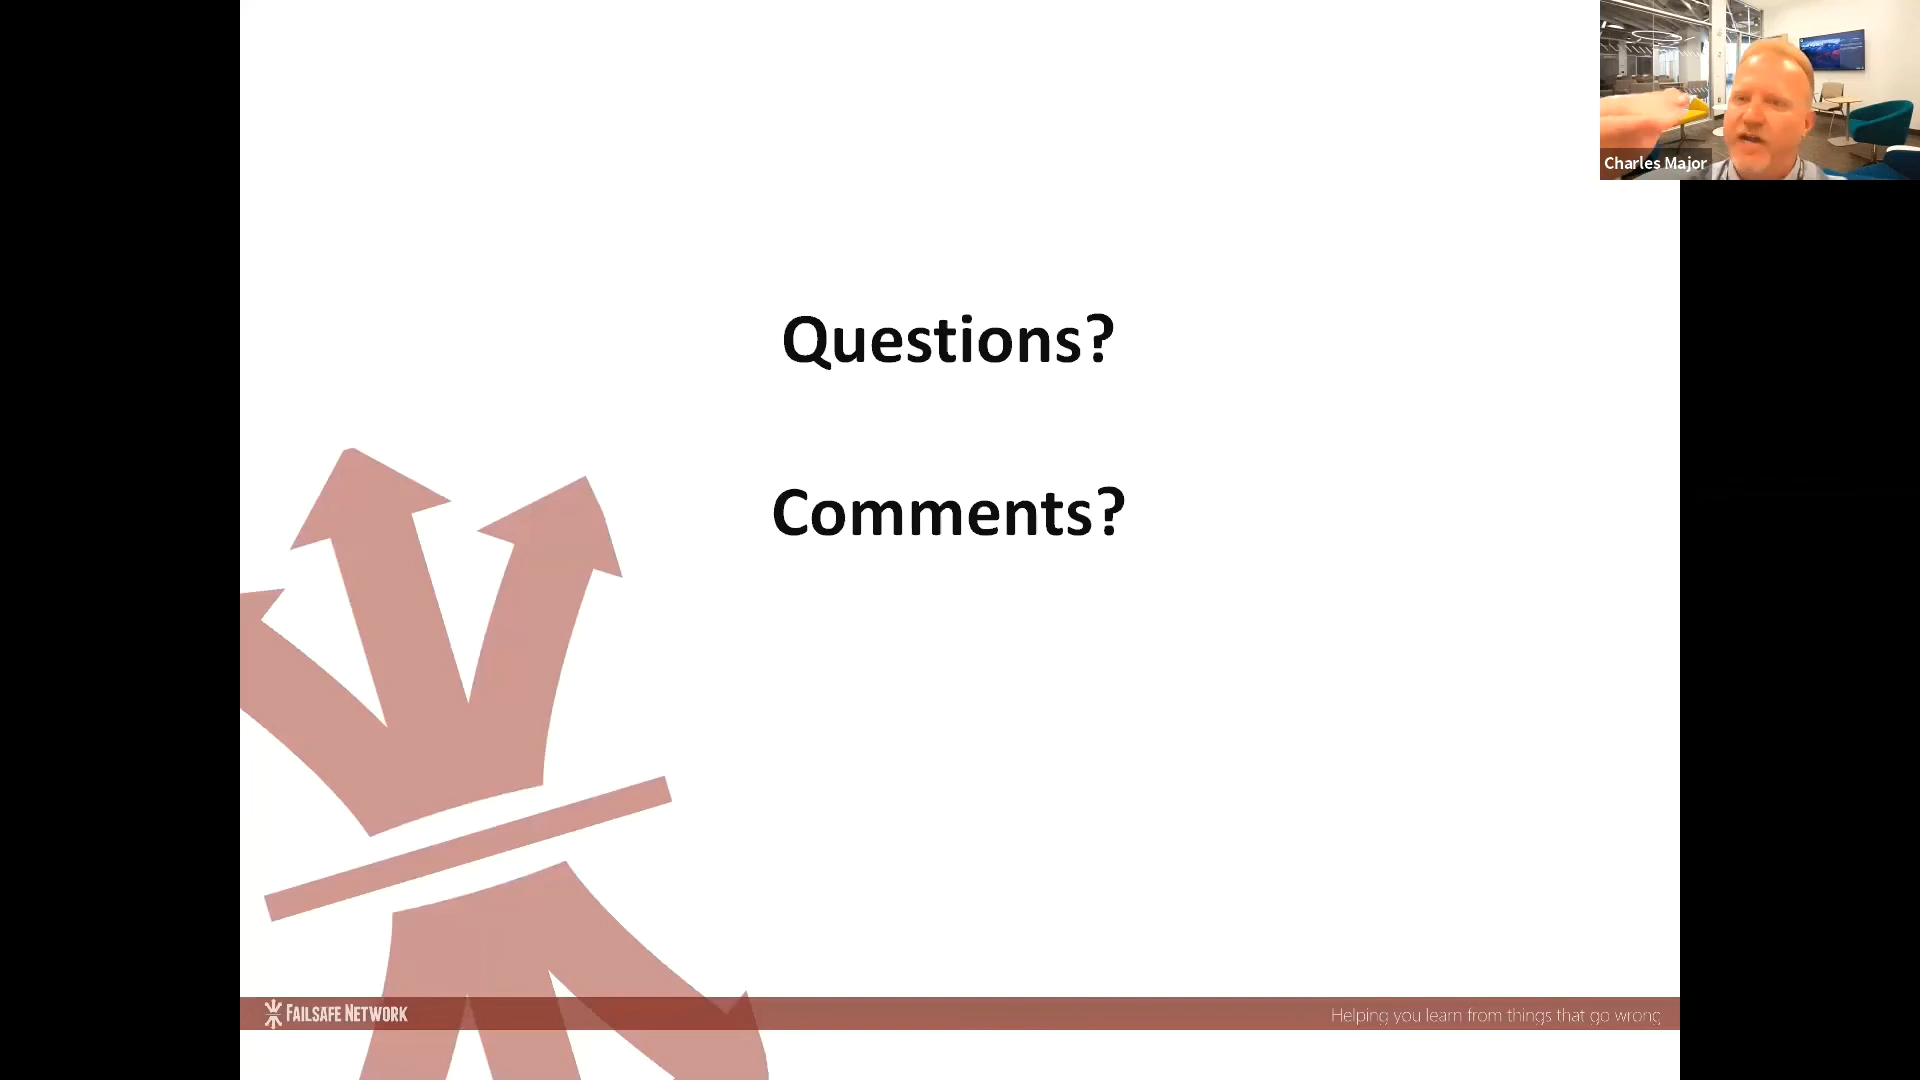 Charles Major
Questions?
Comments?
FAILSAFE NETWORK
Helping you learn from things that go wrong